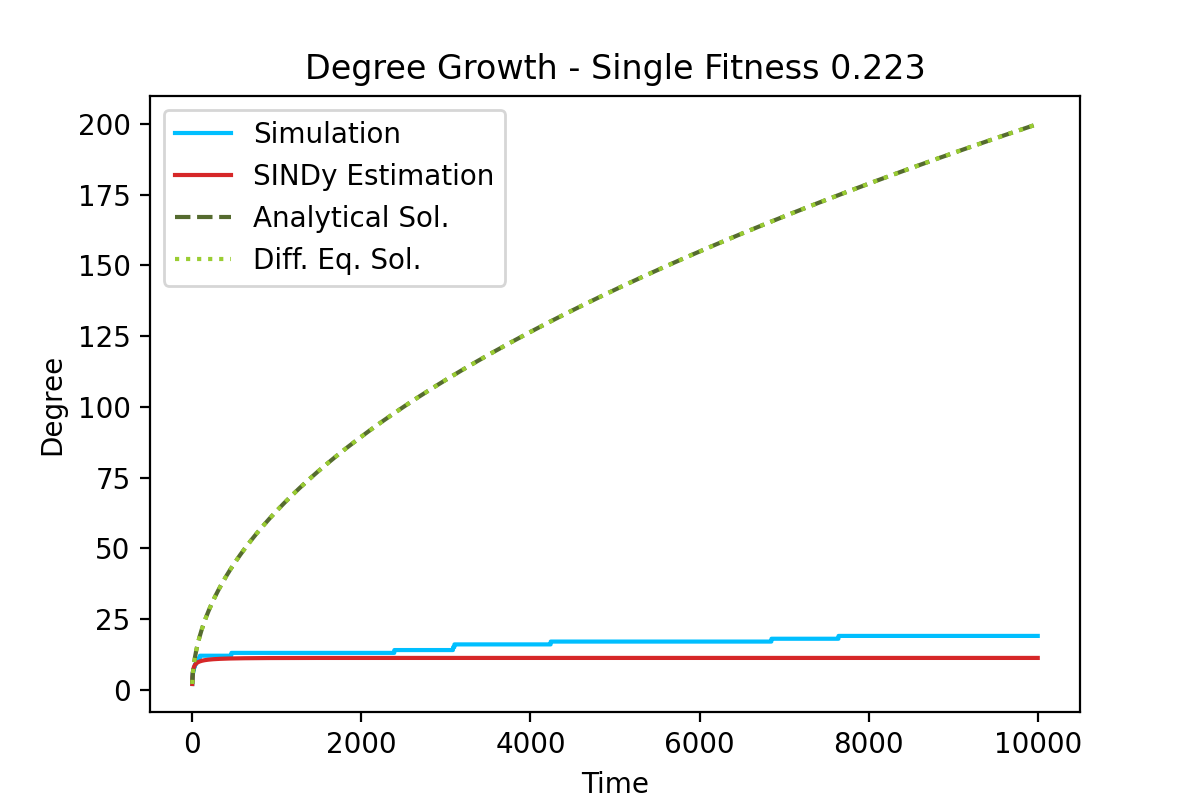 Degree Growth - Single Fitness 0.223
Simulation
SINDy Estimation
Analytical Sol.
Diff. Eq. Sol.
200
175
150
125
100
75
50
25
0
Degree
0 2000 4000 6000 8000 10000
Time